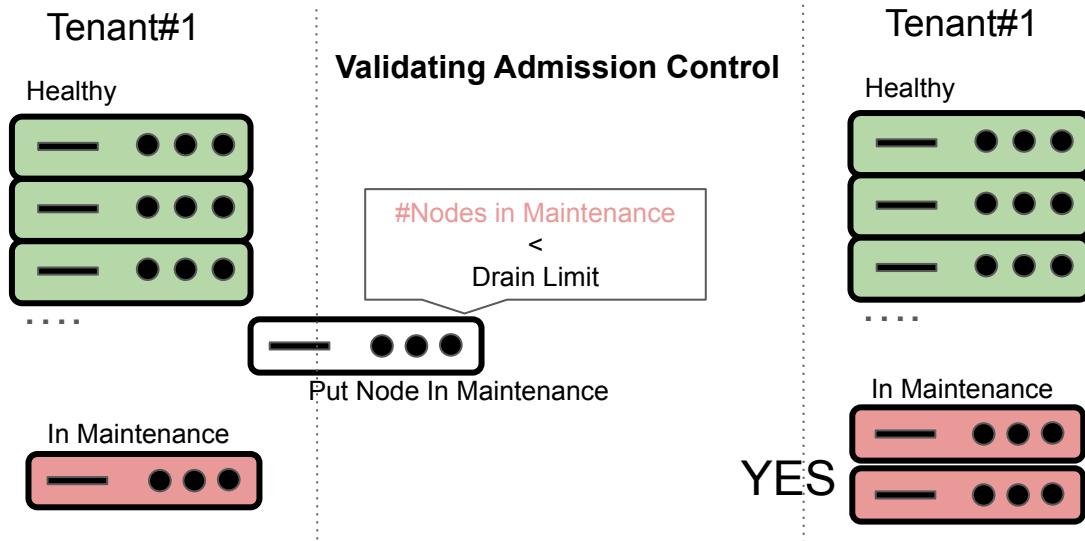 Tenant#1
Healthy
. . . .
In Maintenance
Validating Admission Control
#Nodes in Maintenance
<
Drain Limit
Put Node In Maintenance
Tenant#1
Healthy
. . . .
In Maintenance
YES